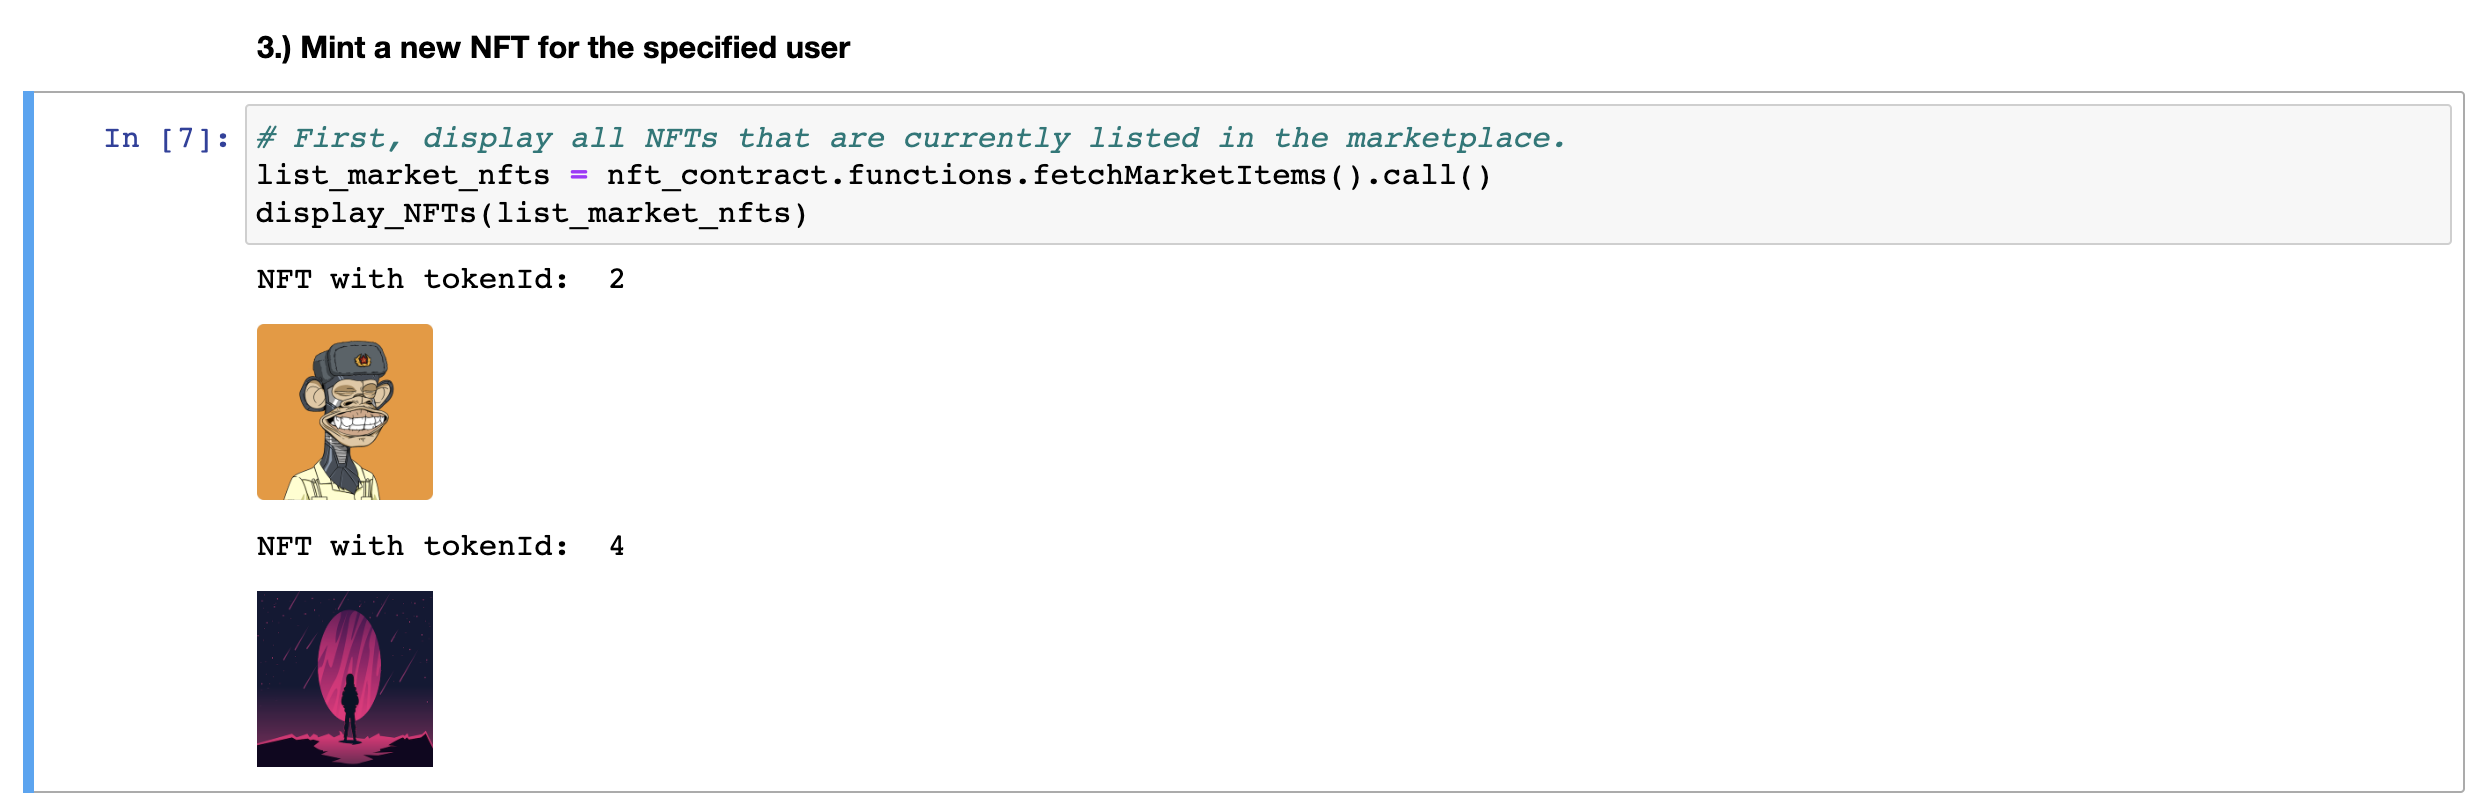 3.) Mint a new NFT for the specified user
In [7]: # First, display all NFTs that are currently listed in the marketplace.
list_market_nfts = nft_contract.functions.fetchMarketItems().call()
display_NFTs(list_market_nfts)
NFT with tokenId:  2
NFT with tokenId:  4